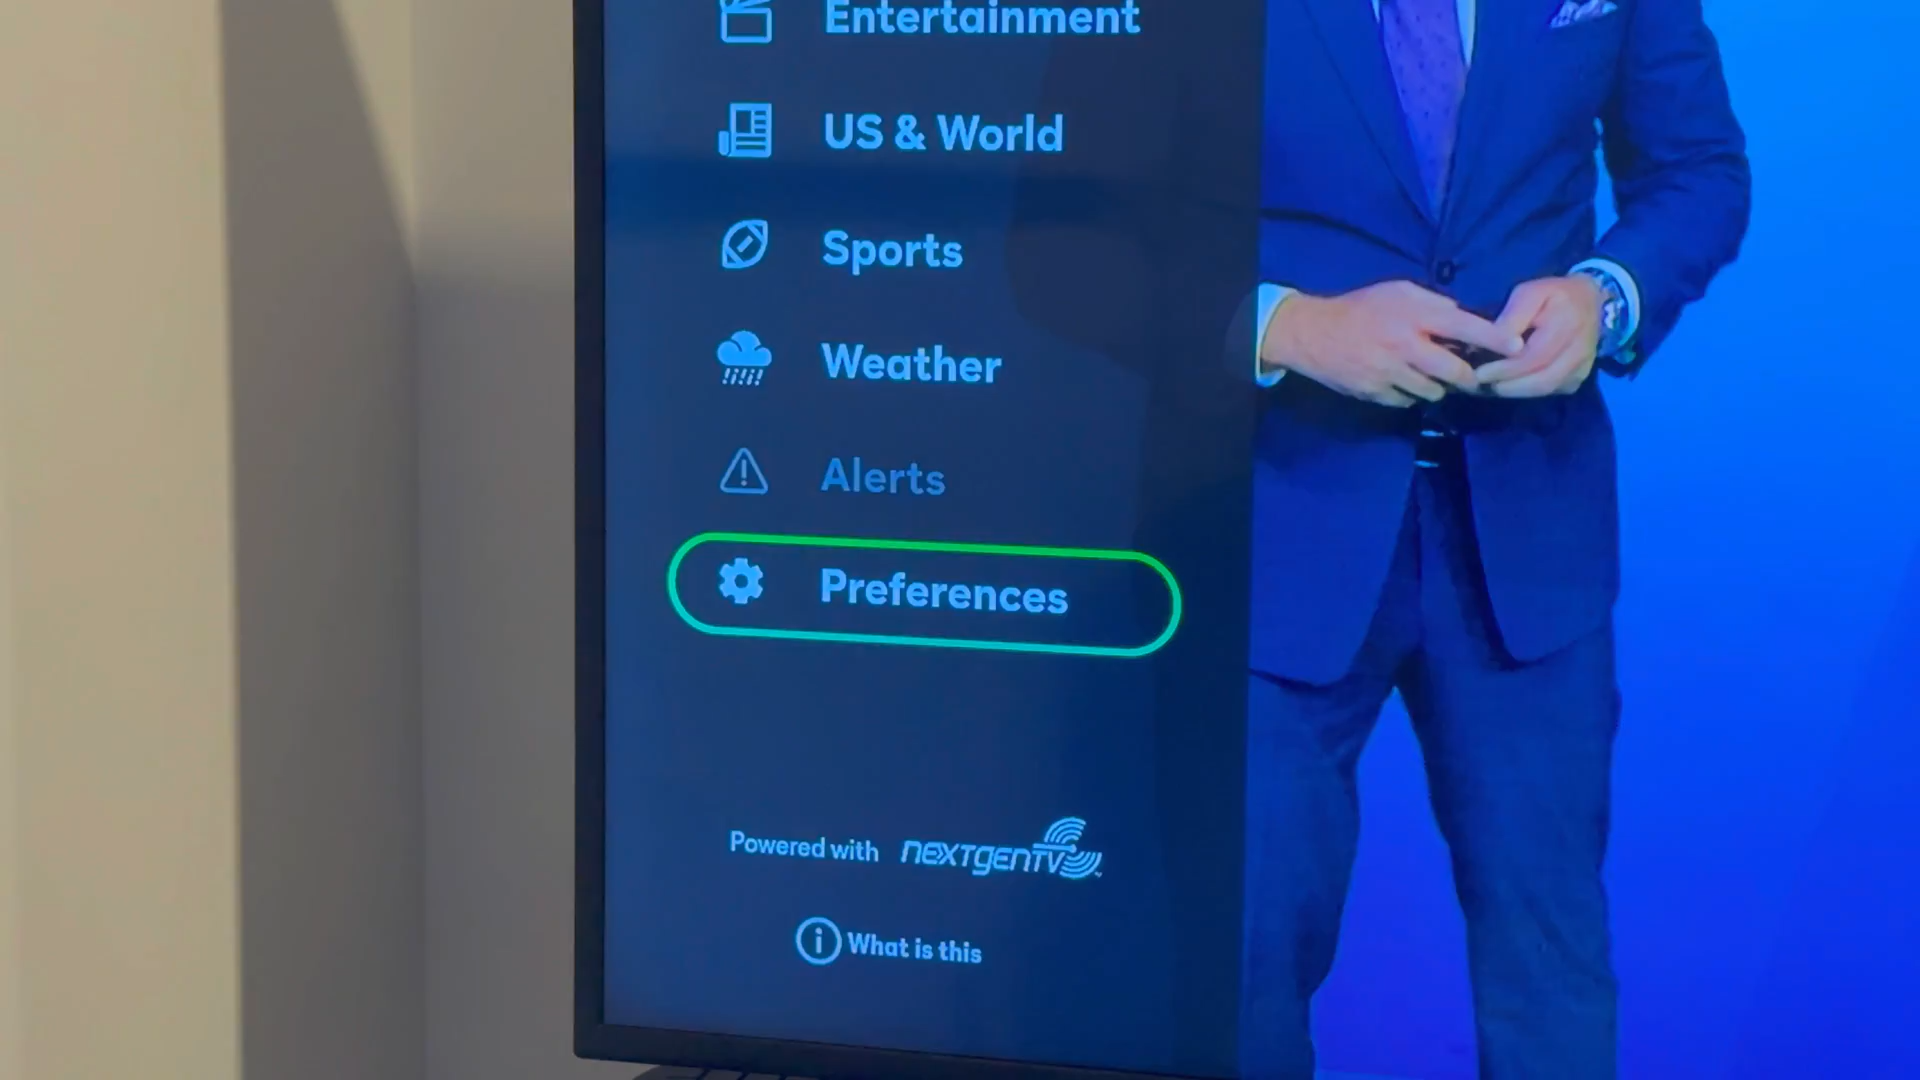 Entertainment
US & World
Sports
Weather
Alerts
Preferences
Powered with NEXTGENTV
What is this